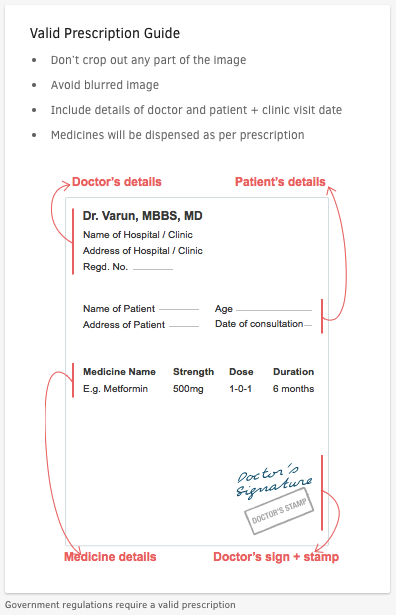 Valid Prescription Guide
• Don't crop out any part of the image
• Avoid blurred image
• Include details of doctor and patient + clinic visit date
• Medicines will be dispensed as per prescription
Doctor's details Patient's details
Dr. Varun, MBBS, MD
Name of Hospital / Clinic
Address of Hospital / Clinic
Regd. No.
Name of Patient Age
Address of Patient Date of consultation
Medicine Name Strength Dose Duration
E.g. Metformin 500mg 1-0-1 6 months
Doctor's
Signature
DOCTOR'S STAMP
Medicine details Doctor's sign + stamp
Government regulations require a valid prescription